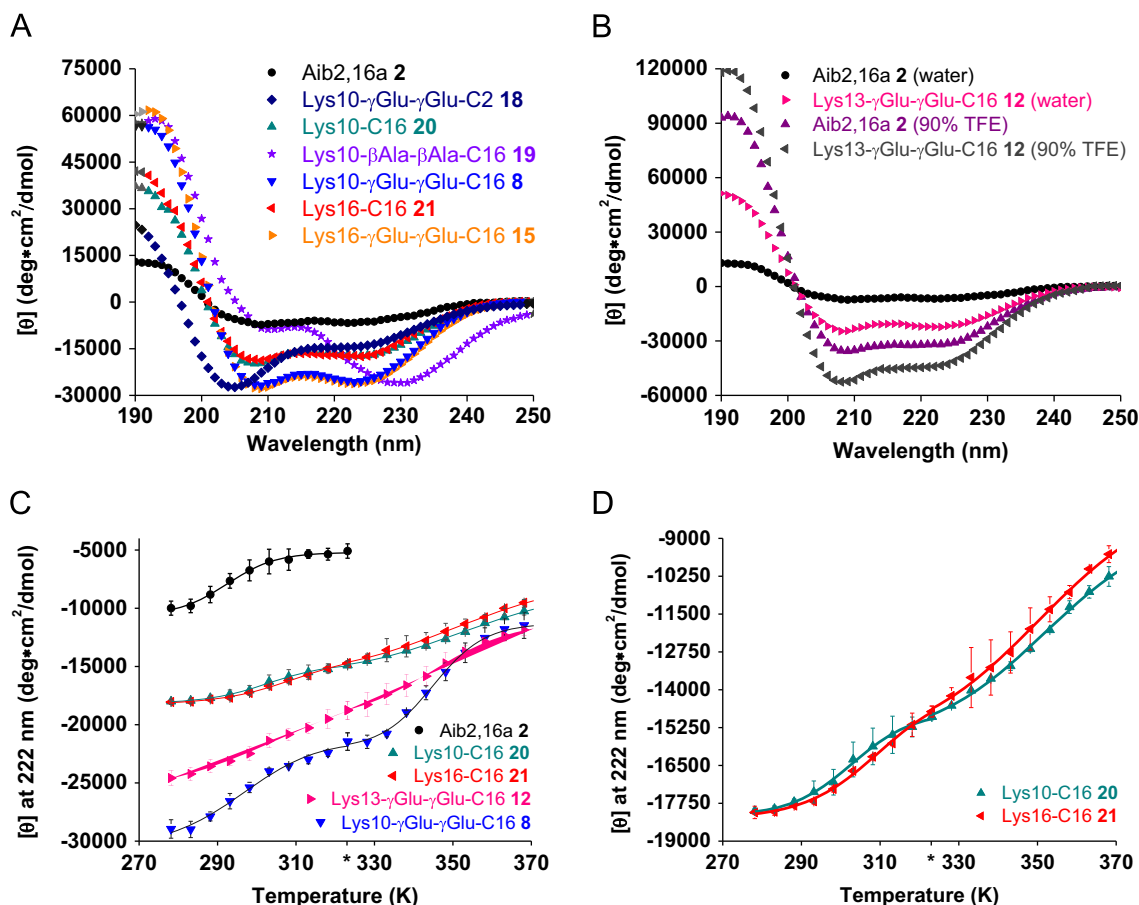 A
[θ] (deg*cm²/dmol)
75000
60000
45000
30000
15000
0
-15000
-30000
190 200 210 220 230 240 250
Wavelength (nm)
Aib2,16a 2
Lys10-γGlu-γGlu-C2 18
Lys10-C16 20
Lys10-βAla-βAla-C16 19
Lys10-γGlu-γGlu-C16 8
Lys16-C16 21
Lys16-γGlu-γGlu-C16 15
B
[θ] (deg*cm²/dmol)
120000
90000
60000
30000
0
-30000
-60000
190 200 210 220 230 240 250
Wavelength (nm)
Aib2,16a 2 (water)
Lys13-γGlu-γGlu-C16 12 (water)
Aib2,16a 2 (90% TFE)
Lys13-γGlu-γGlu-C16 12 (90% TFE)
C
[θ] at 222 nm (deg*cm²/dmol)
-5000
-10000
-15000
-20000
-25000
-30000
270 290 310 * 330 350 370
Temperature (K)
Aib2,16a 2
Lys10-C16 20
Lys16-C16 21
Lys13-γGlu-γGlu-C16 12
Lys10-γGlu-γGlu-C16 8
D
[θ] at 222 nm (deg*cm²/dmol)
-9000
-10250
-11500
-12750
-14000
-15250
-16500
-17750
-19000
270 290 310 * 330 350 370
Temperature (K)
Lys10-C16 20
Lys16-C16 21